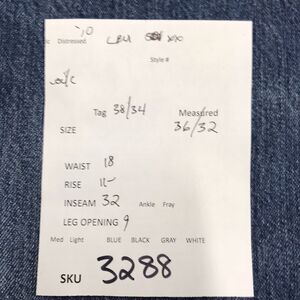 Distressed
Style #
Tag 38/34 Measured
SIZE 36/32
WAIST 18
RISE 11-
INSEAM 32 Ankle Fray
LEG OPENING 9
Med Light BLUE BLACK GRAY WHITE
SKU 3288